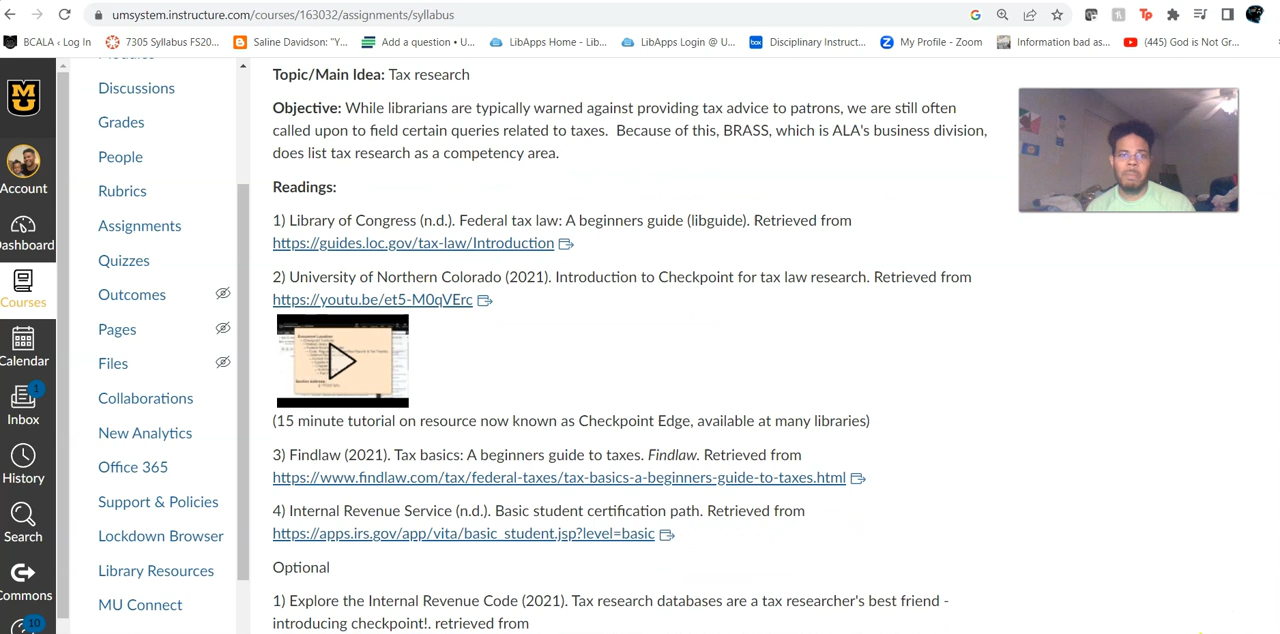 umsystem.instructure.com/courses/163032/assignments/syllabus
BCALA ‹ Log In
7305 Syllabus FS20...
Saline Davidson: "Y...
Add a question • U...
LibApps Home - Lib...
LibApps Login @ U...
box
Disciplinary Instruct...
My Profile - Zoom
Information bad as...
(445) God is Not Gr...
MU
Account
Dashboard
Courses
Calendar
1
Inbox
History
Search
Commons
10
Modules
Discussions
Grades
People
Rubrics
Assignments
Quizzes
Outcomes
Pages
Files
Collaborations
New Analytics
Office 365
Support & Policies
Lockdown Browser
Library Resources
MU Connect
Topic/Main Idea: Tax research
Objective: While librarians are typically warned against providing tax advice to patrons, we are still often
called upon to field certain queries related to taxes. Because of this, BRASS, which is ALA's business division,
does list tax research as a competency area.
Readings:
1) Library of Congress (n.d.). Federal tax law: A beginners guide (libguide). Retrieved from
https://guides.loc.gov/tax-law/Introduction
2) University of Northern Colorado (2021). Introduction to Checkpoint for tax law research. Retrieved from
https://youtu.be/et5-M0qVErc
(15 minute tutorial on resource now known as Checkpoint Edge, available at many libraries)
3) Findlaw (2021). Tax basics: A beginners guide to taxes. Findlaw. Retrieved from
https://www.findlaw.com/tax/federal-taxes/tax-basics-a-beginners-guide-to-taxes.html
4) Internal Revenue Service (n.d.). Basic student certification path. Retrieved from
https://apps.irs.gov/app/vita/basic_student.jsp?level=basic
Optional
1) Explore the Internal Revenue Code (2021). Tax research databases are a tax researcher's best friend -
introducing checkpoint!. retrieved from